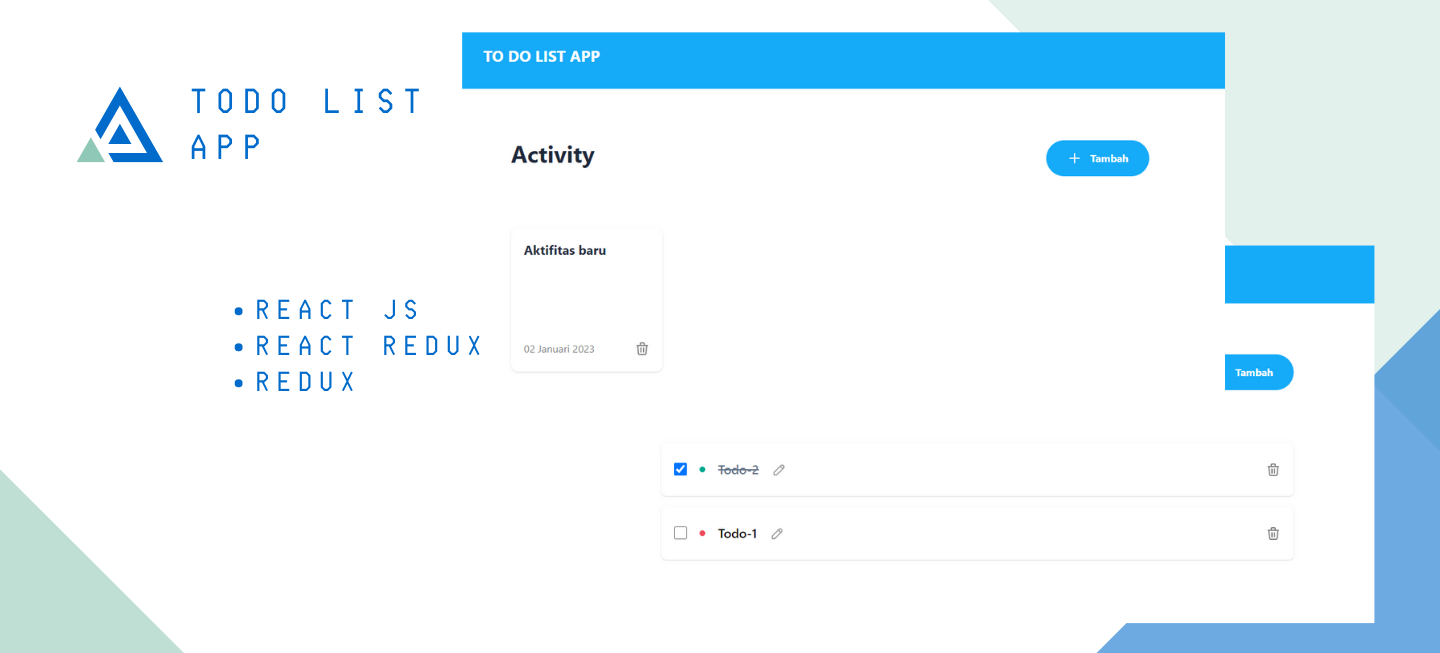 TODO LIST
APP
REACT JS
REACT REDUX
REDUX
TO DO LIST APP
Activity
Tambah
Aktifitas baru
02 Januari 2023
Tambah
Todo-2
Todo-1